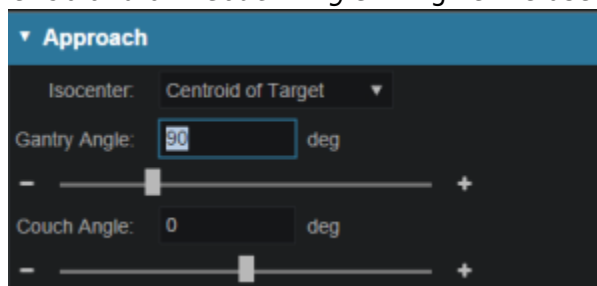 ▼ Approach
Isocenter: Centroid of Target ▼
Gantry Angle: 90 deg
− +
Couch Angle: 0 deg
− +